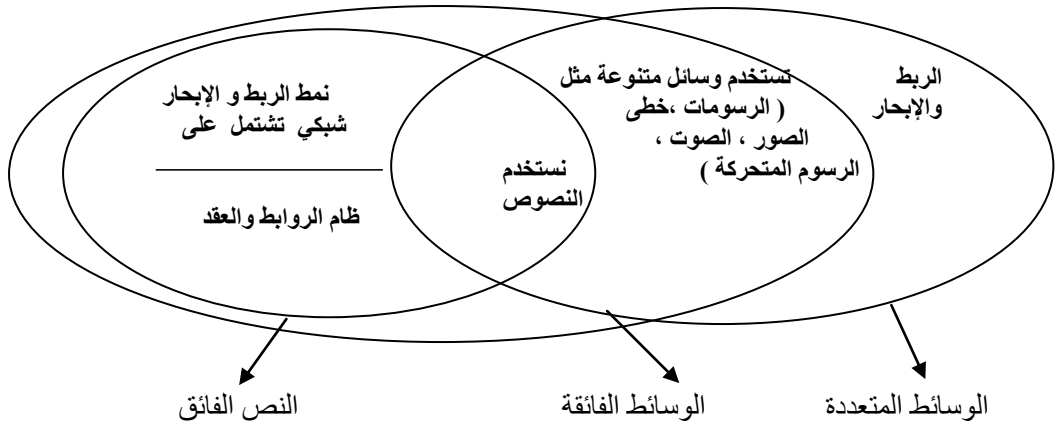 الربط
والإبحار
تستخدم وسائل متنوعة مثل
( الرسومات ،خطى
الصور ، الصوت ،
الرسوم المتحركة )
نستخدم
النصوص
نمط الربط و الإبحار
شبكي تشتمل على
ظام الروابط والعقد
الوسائط المتعددة
الوسائط الفائقة
النص الفائق